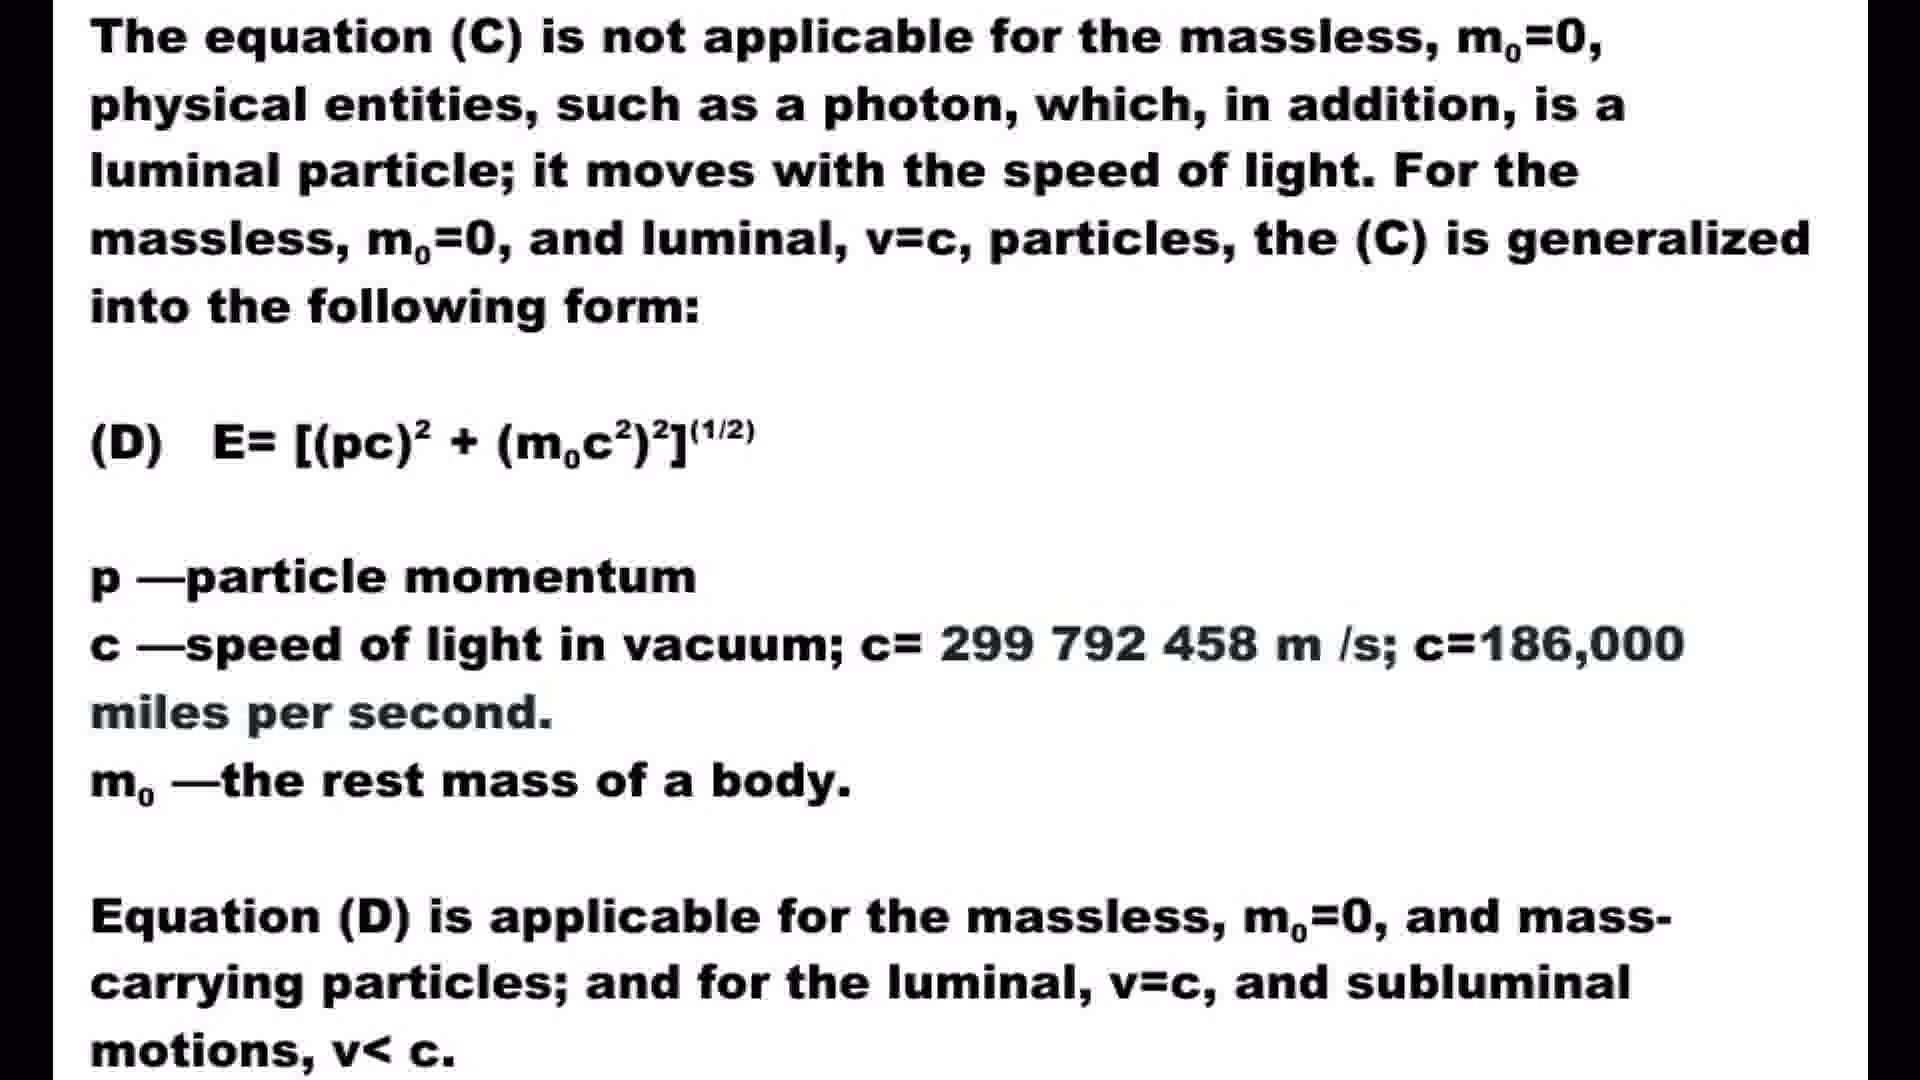 The equation (C) is not applicable for the massless, m₀=0,
physical entities, such as a photon, which, in addition, is a
luminal particle; it moves with the speed of light. For the
massless, m₀=0, and luminal, v=c, particles, the (C) is generalized
into the following form:
(D) E= [(pc)² + (m₀c²)²]⁽¹/²⁾
p —particle momentum
c —speed of light in vacuum; c= 299 792 458 m /s; c=186,000
miles per second.
m₀ —the rest mass of a body.
Equation (D) is applicable for the massless, m₀=0, and mass-
carrying particles; and for the luminal, v=c, and subluminal
motions, v< c.